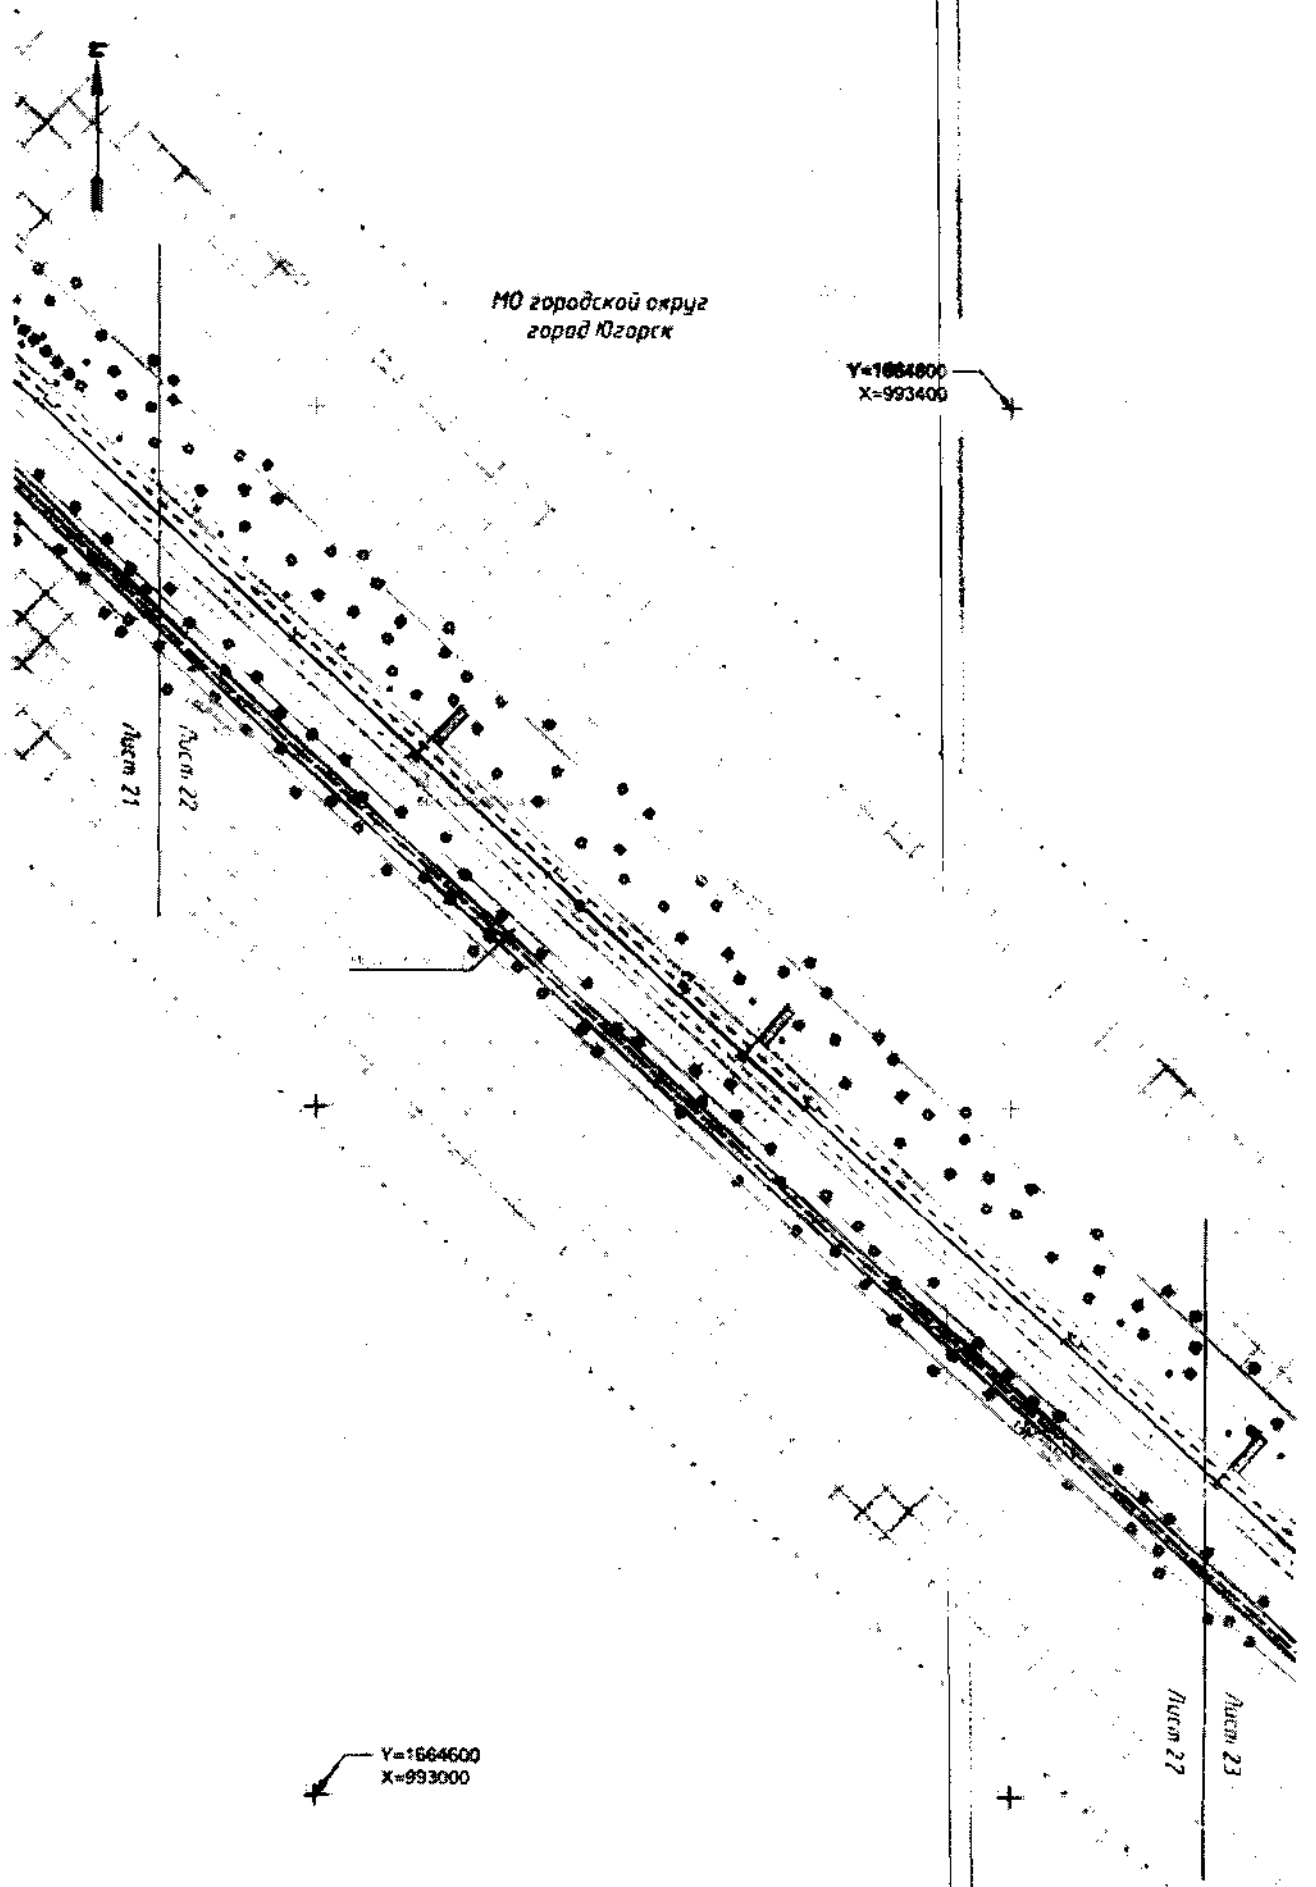 МО городской округ
город Югорск
Y=1664800
X=993400
Лист 21
Лист 22
Y=1664600
X=993000
Лист 22
Лист 23